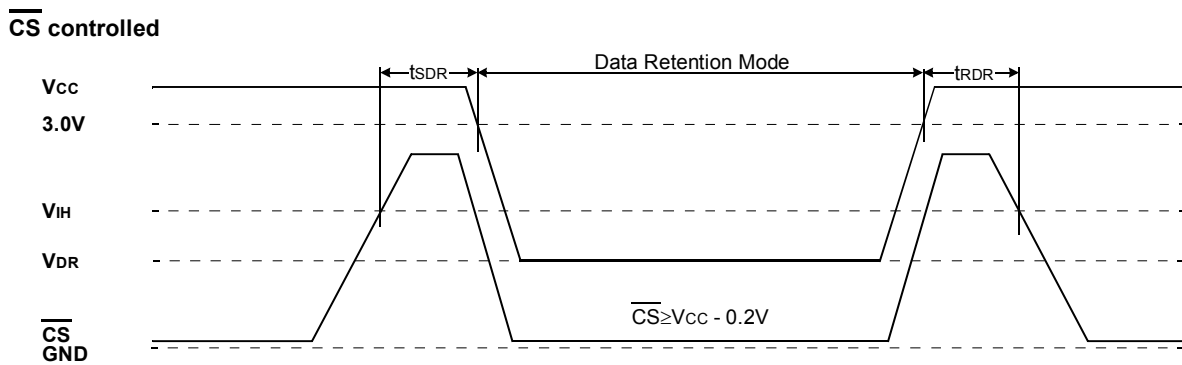 CS controlled
tSDR
Data Retention Mode
tRDR
VCC
3.0V
VIH
VDR
CS≥VCC - 0.2V
CS
GND